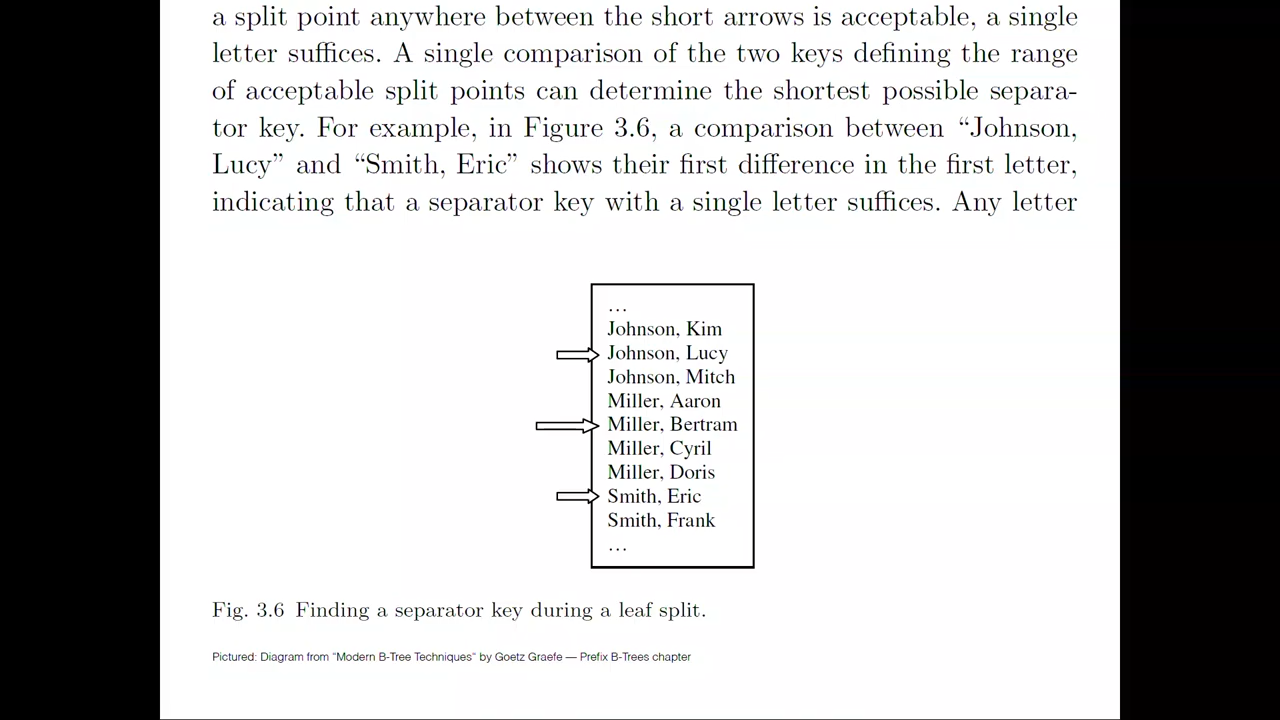 a split point anywhere between the short arrows is acceptable, a single
letter suffices. A single comparison of the two keys defining the range
of acceptable split points can determine the shortest possible separa-
tor key. For example, in Figure 3.6, a comparison between “Johnson,
Lucy” and “Smith, Eric” shows their first difference in the first letter,
indicating that a separator key with a single letter suffices. Any letter
...
Johnson, Kim
Johnson, Lucy
Johnson, Mitch
Miller, Aaron
Miller, Bertram
Miller, Cyril
Miller, Doris
Smith, Eric
Smith, Frank
...
Fig. 3.6 Finding a separator key during a leaf split.
Pictured: Diagram from “Modern B-Tree Techniques” by Goetz Graefe — Prefix B-Trees chapter